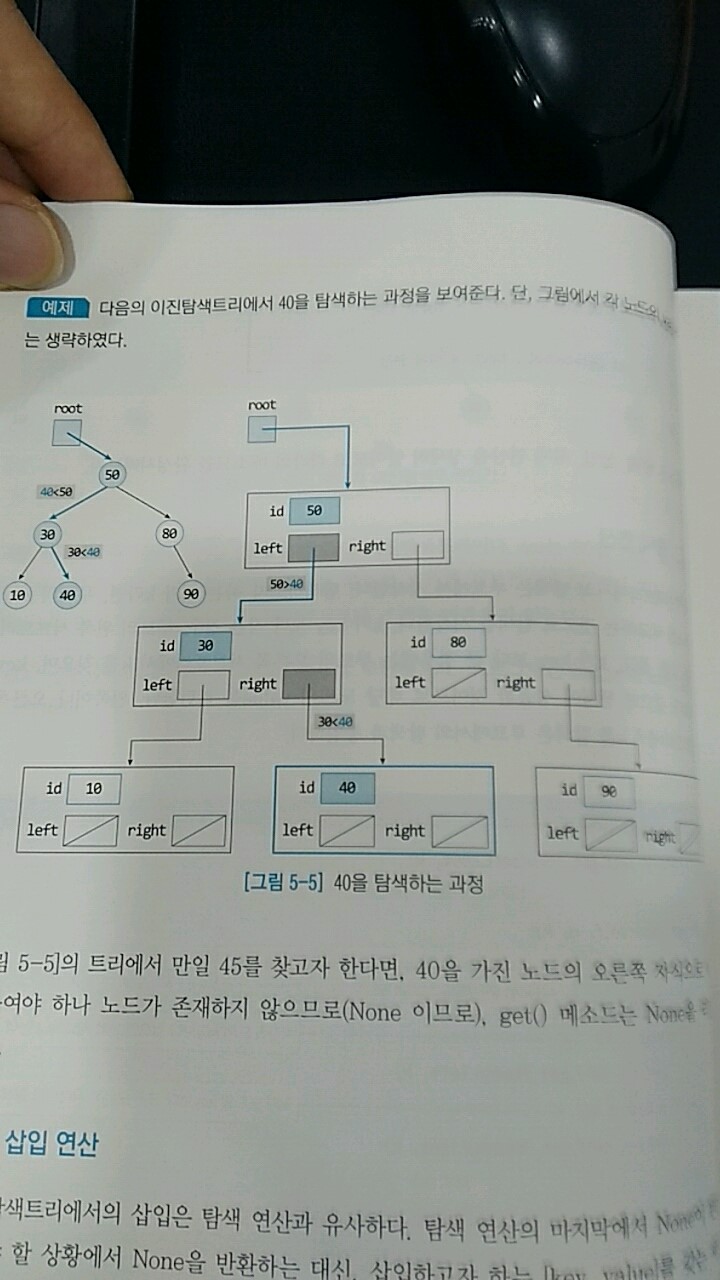 예제 다음의 이진탐색트리에서 40을 탐색하는 과정을 보여준다. 단, 그림에서 각 노드의
는 생략하였다.
root
50
40<50
30
80
30<40
10
40
90
root
id 50
left right
50>40
id 30
left right
id 80
left right
30<40
id 10
left right
id 40
left right
id 90
left right
[그림 5-5] 40을 탐색하는 과정
5-5]의 트리에서 만일 45를 찾고자 한다면, 40을 가진 노드의 오른쪽 자식으로
여야 하나 노드가 존재하지 않으므로(None 이므로), get() 메소드는 None을
삽입 연산
색트리에서의 삽입은 탐색 연산과 유사하다. 탐색 연산의 마지막에서 None이
할 상황에서 None을 반환하는 대신, 삽입하고자 하는 [key, value]를